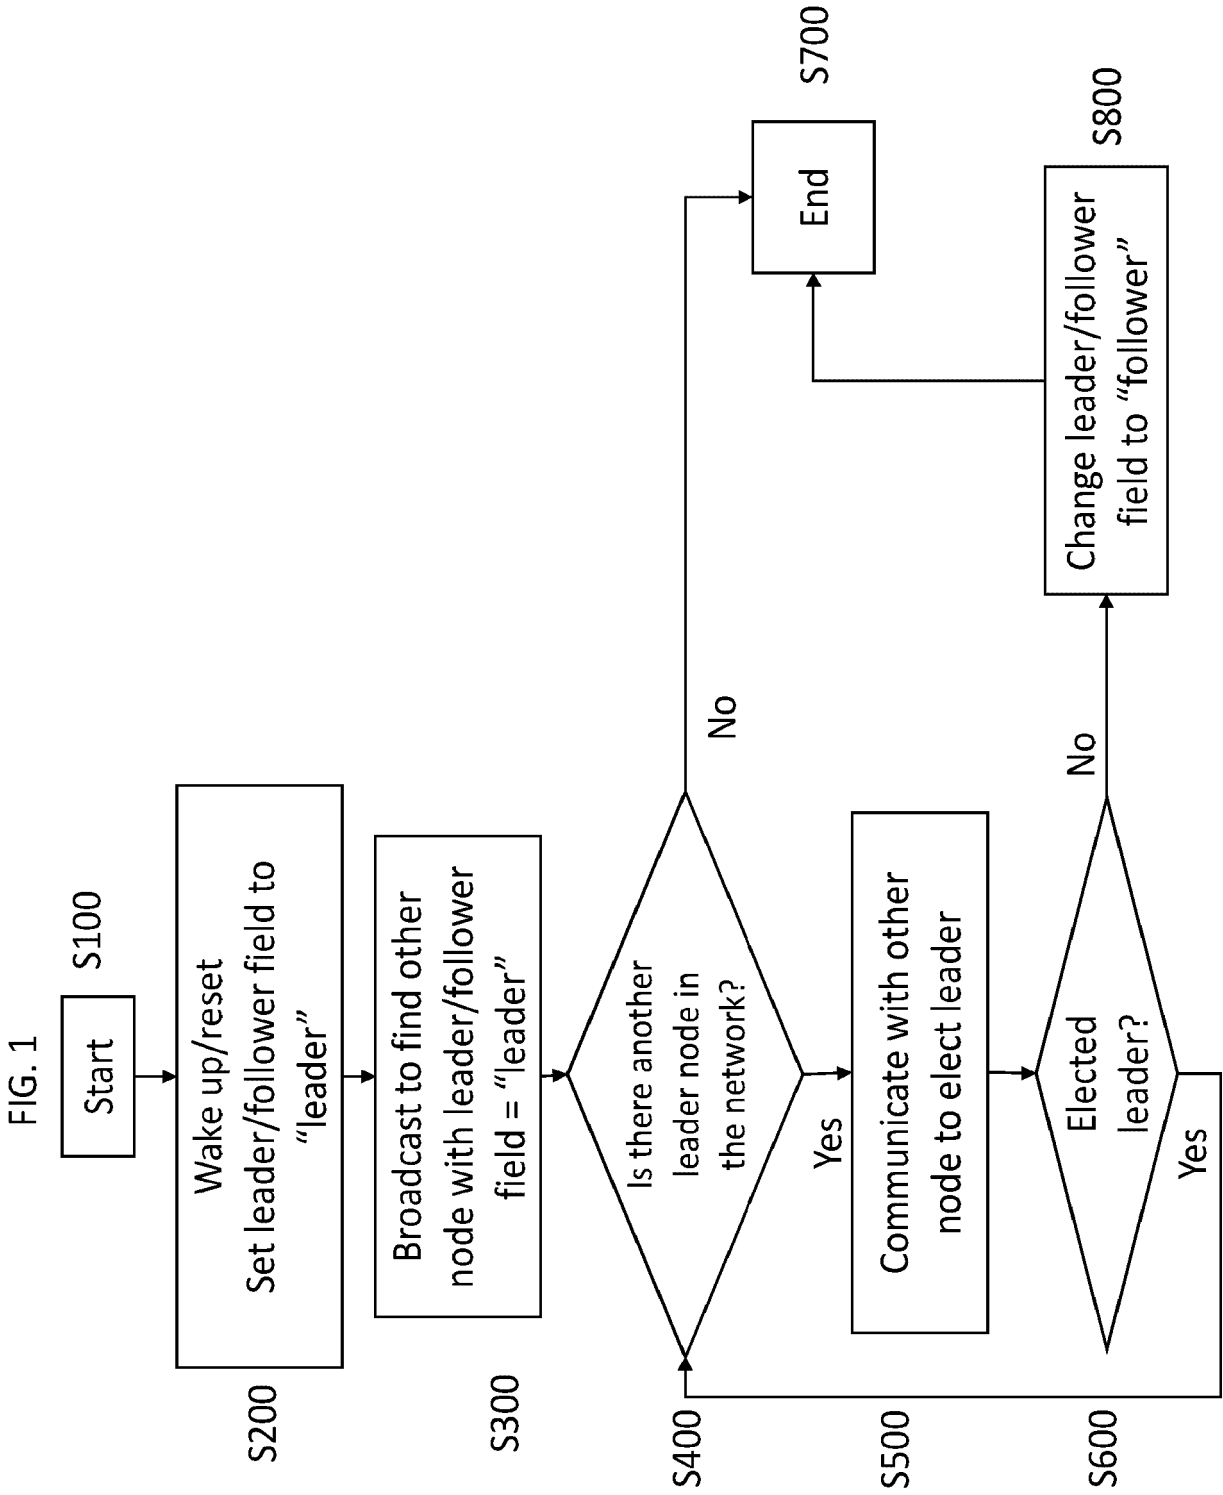 FIG. 1
Start
S100
Wake up/reset
Set leader/follower field to
“leader”
S200
Broadcast to find other
node with leader/follower
field = “leader”
S300
Is there another
leader node in
the network?
S400
No
Yes
Communicate with other
node to elect leader
S500
Elected
leader?
S600
No
Yes
End
S700
Change leader/follower
field to “follower”
S800